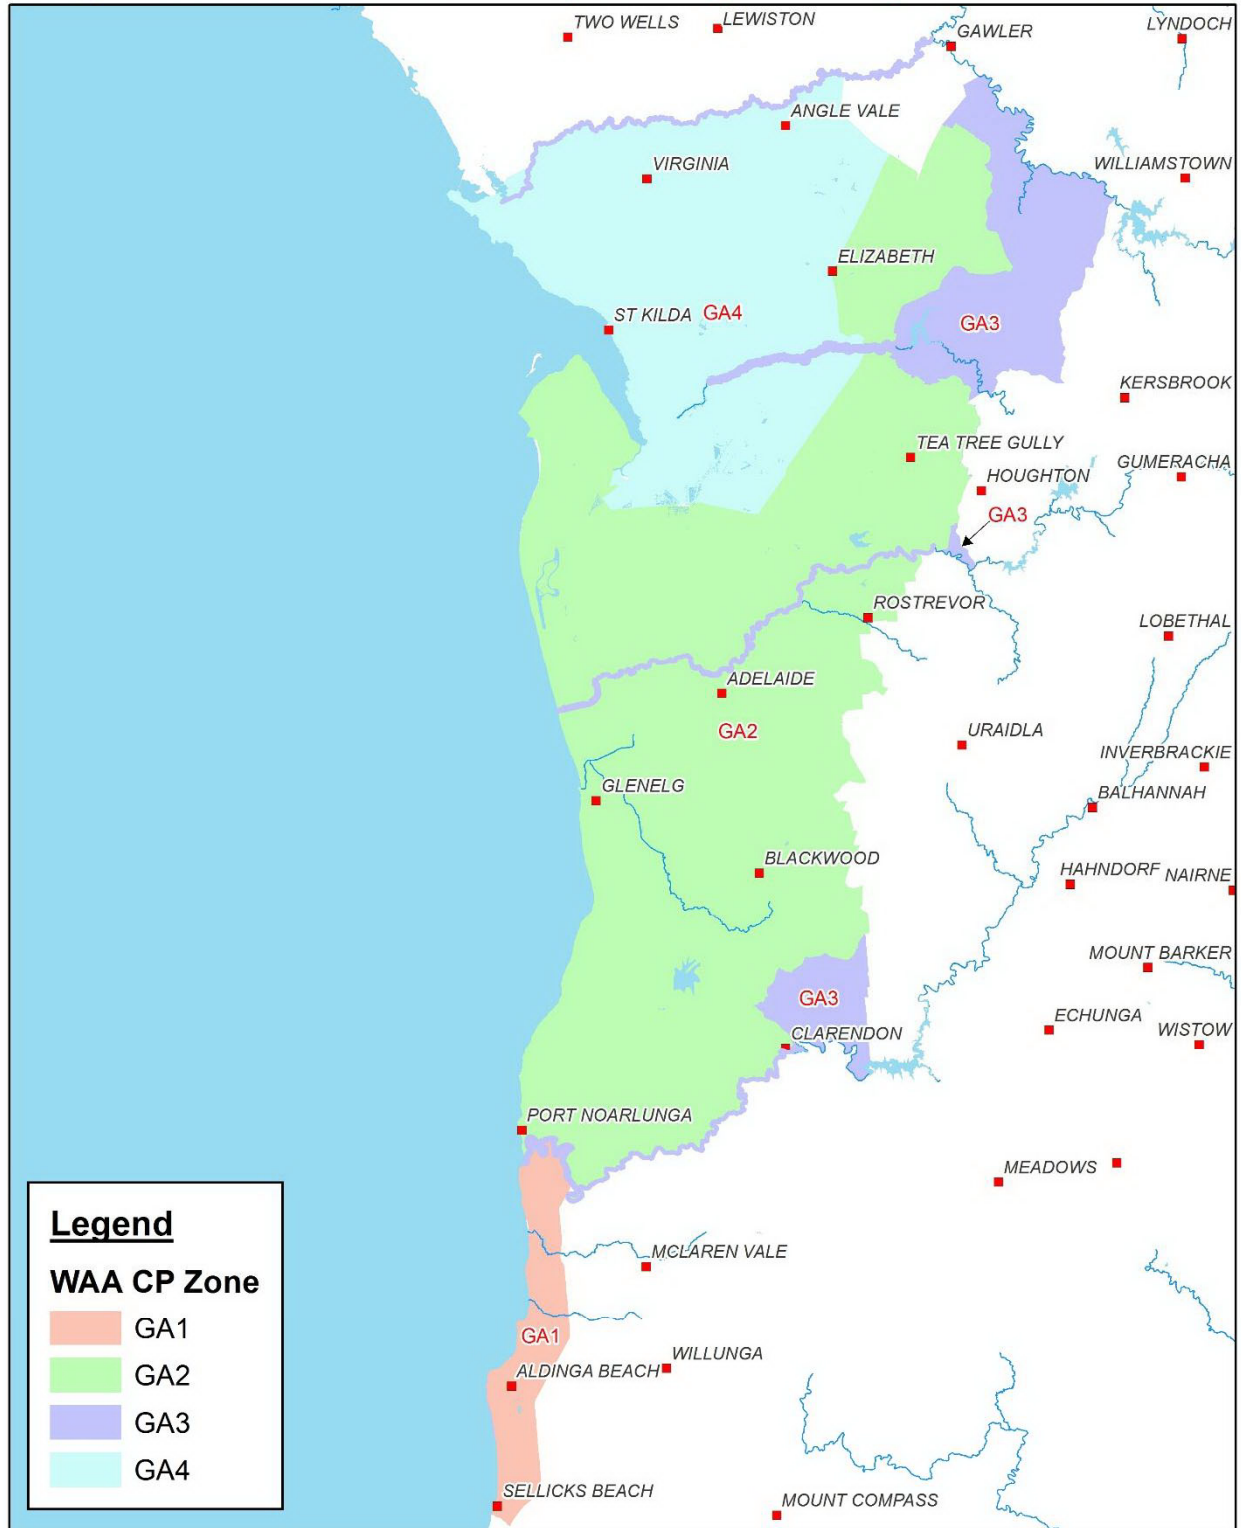 TWO WELLS
LEWISTON
GAWLER
LYNDOCH
ANGLE VALE
VIRGINIA
WILLIAMSTOWN
ELIZABETH
ST KILDA
GA4
GA3
KERSBROOK
TEA TREE GULLY
HOUGHTON
GUMERACHA
GA3
ROSTREVOR
LOBETHAL
ADELAIDE
GA2
URAIDLA
INVERBRACKIE
GLENELG
BALHANNAH
BLACKWOOD
HAHNDORF
NAIRNE
MOUNT BARKER
GA3
ECHUNGA
WISTOW
CLARENDON
PORT NOARLUNGA
MEADOWS
MCLAREN VALE
GA1
WILLUNGA
ALDINGA BEACH
SELLICKS BEACH
MOUNT COMPASS
Legend
WAA CP Zone
GA1
GA2
GA3
GA4